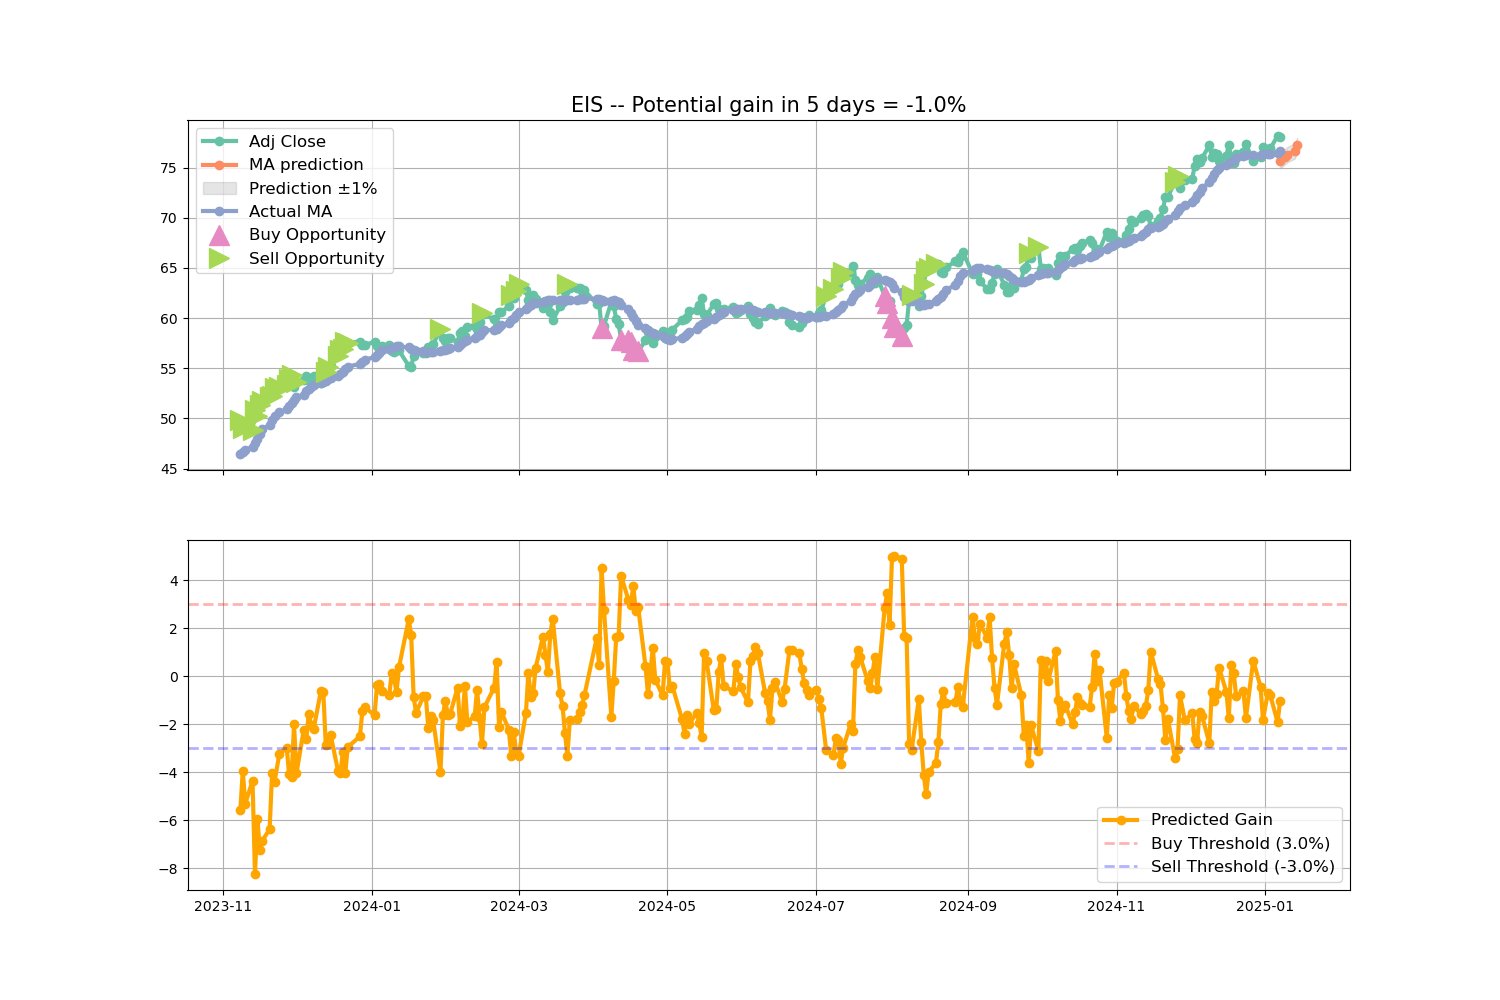 EIS -- Potential gain in 5 days = -1.0%
Adj Close
MA prediction
Prediction ±1%
Actual MA
Buy Opportunity
Sell Opportunity
75
70
65
60
55
50
45
4
2
0
−2
−4
−6
−8
Predicted Gain
Buy Threshold (3.0%)
Sell Threshold (-3.0%)
2023-11
2024-01
2024-03
2024-05
2024-07
2024-09
2024-11
2025-01